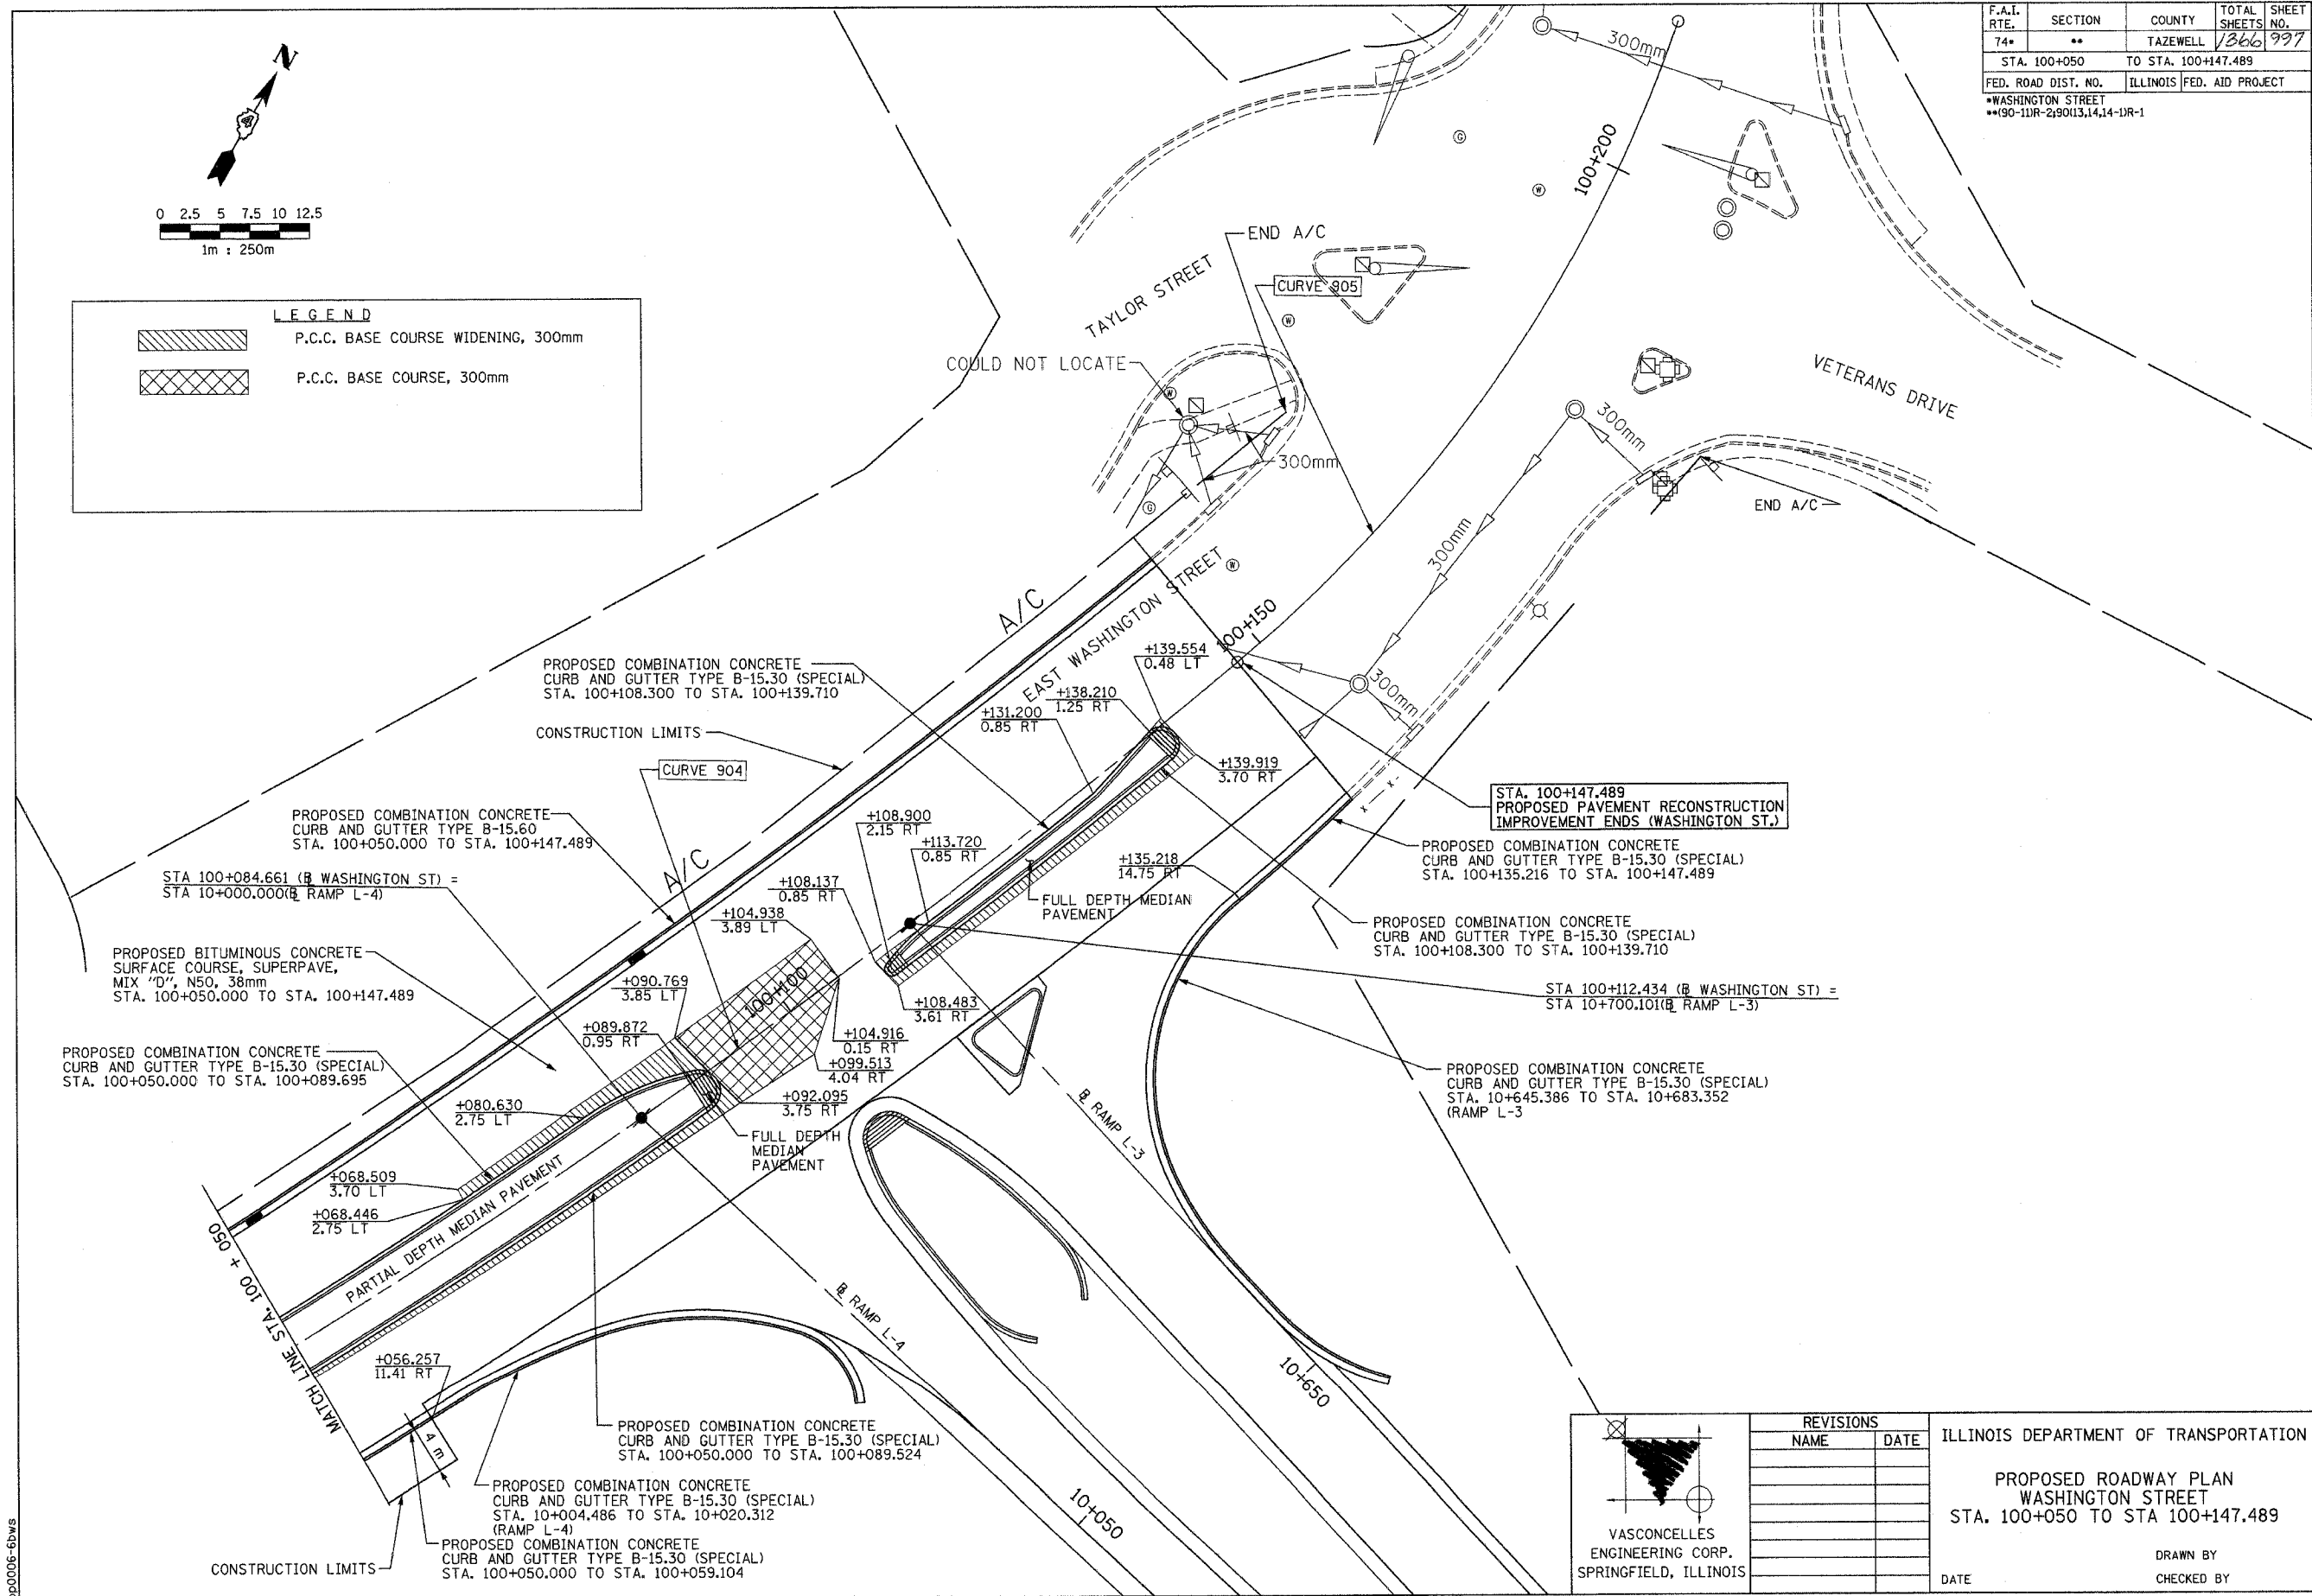 F.A.I. RTE. SECTION COUNTY TOTAL SHEETS SHEET NO.
74* ** TAZEWELL 1366 997
STA. 100+050 TO STA. 100+147.489
FED. ROAD DIST. NO. ILLINOIS FED. AID PROJECT
*WASHINGTON STREET
**(90-11)R-2;90(13,14,14-1)R-1
N
4
0 2.5 5 7.5 10 12.5
1m : 250m
LEGEND
P.C.C. BASE COURSE WIDENING, 300mm
P.C.C. BASE COURSE, 300mm
300mm
100+200
G
W
END A/C
TAYLOR STREET
CURVE 905
W
COULD NOT LOCATE
W
VETERANS DRIVE
300mm
300mm
G
END A/C
300mm
W
A/C
EAST WASHINGTON STREET
100+150
300mm
PROPOSED COMBINATION CONCRETE
CURB AND GUTTER TYPE B-15.30 (SPECIAL)
STA. 100+108.300 TO STA. 100+139.710
+139.554
0.48 LT
+138.210
1.25 RT
+131.200
0.85 RT
CONSTRUCTION LIMITS
CURVE 904
+139.919
3.70 RT
STA. 100+147.489
PROPOSED PAVEMENT RECONSTRUCTION
IMPROVEMENT ENDS (WASHINGTON ST.)
x x
PROPOSED COMBINATION CONCRETE
CURB AND GUTTER TYPE B-15.60
STA. 100+050.000 TO STA. 100+147.489
+108.900
2.15 RT
+113.720
0.85 RT
PROPOSED COMBINATION CONCRETE
CURB AND GUTTER TYPE B-15.30 (SPECIAL)
STA. 100+135.216 TO STA. 100+147.489
A/C
+135.218
14.75 RT
STA 100+084.661 (℄ WASHINGTON ST) =
STA 10+000.000(℄ RAMP L-4)
+108.137
0.85 RT
FULL DEPTH MEDIAN
PAVEMENT
+104.938
3.89 LT
PROPOSED COMBINATION CONCRETE
CURB AND GUTTER TYPE B-15.30 (SPECIAL)
STA. 100+108.300 TO STA. 100+139.710
PROPOSED BITUMINOUS CONCRETE
SURFACE COURSE, SUPERPAVE,
MIX "D", N50, 38mm
STA. 100+050.000 TO STA. 100+147.489
+090.769
3.85 LT
100+100
+108.483
3.61 RT
STA 100+112.434 (℄ WASHINGTON ST) =
STA 10+700.101(℄ RAMP L-3)
+089.872
0.95 RT
+104.916
0.15 RT
+099.513
4.04 RT
PROPOSED COMBINATION CONCRETE
CURB AND GUTTER TYPE B-15.30 (SPECIAL)
STA. 100+050.000 TO STA. 100+089.695
+092.095
3.75 RT
PROPOSED COMBINATION CONCRETE
CURB AND GUTTER TYPE B-15.30 (SPECIAL)
STA. 10+645.386 TO STA. 10+683.352
(RAMP L-3
+080.630
2.75 LT
℄ RAMP L-3
FULL DEPTH
MEDIAN
PAVEMENT
+068.509
3.70 LT
+068.446
2.75 LT
PARTIAL DEPTH MEDIAN PAVEMENT
MATCH LINE STA. 100 + 050
℄ RAMP L-4
+056.257
11.41 RT
10+650
4 m
PROPOSED COMBINATION CONCRETE
CURB AND GUTTER TYPE B-15.30 (SPECIAL)
STA. 100+050.000 TO STA. 100+089.524
PROPOSED COMBINATION CONCRETE
CURB AND GUTTER TYPE B-15.30 (SPECIAL)
STA. 10+004.486 TO STA. 10+020.312
(RAMP L-4)
10+050
PROPOSED COMBINATION CONCRETE
CURB AND GUTTER TYPE B-15.30 (SPECIAL)
STA. 100+050.000 TO STA. 100+059.104
CONSTRUCTION LIMITS
VASCONCELLES
ENGINEERING CORP.
SPRINGFIELD, ILLINOIS
REVISIONS
NAME DATE
ILLINOIS DEPARTMENT OF TRANSPORTATION
PROPOSED ROADWAY PLAN
WASHINGTON STREET
STA. 100+050 TO STA 100+147.489
DRAWN BY
DATE CHECKED BY